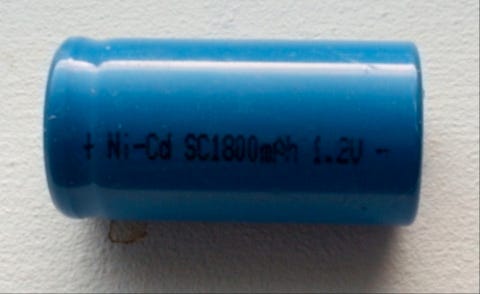 + Ni-Cd SC1800mAh 1.2V -